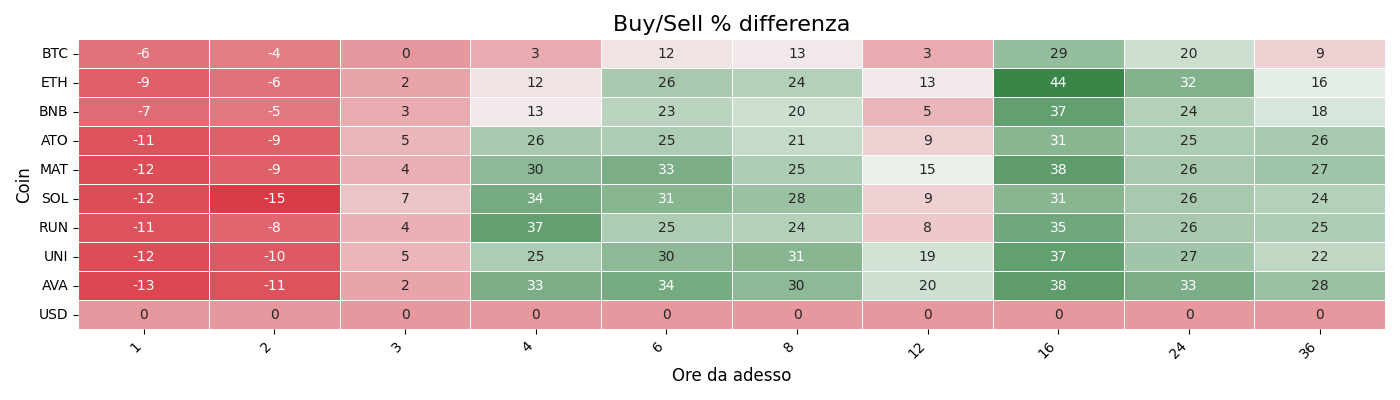 Buy/Sell % differenza
Coin
BTC -6 -4 0 3 12 13 3 29 20 9
ETH -9 -6 2 12 26 24 13 44 32 16
BNB -7 -5 3 13 23 20 5 37 24 18
ATO -11 -9 5 26 25 21 9 31 25 26
MAT -12 -9 4 30 33 25 15 38 26 27
SOL -12 -15 7 34 31 28 9 31 26 24
RUN -11 -8 4 37 25 24 8 35 26 25
UNI -12 -10 5 25 30 31 19 37 27 22
AVA -13 -11 2 33 34 30 20 38 33 28
USD 0 0 0 0 0 0 0 0 0 0
1 2 3 4 6 8 12 16 24 36
Ore da adesso